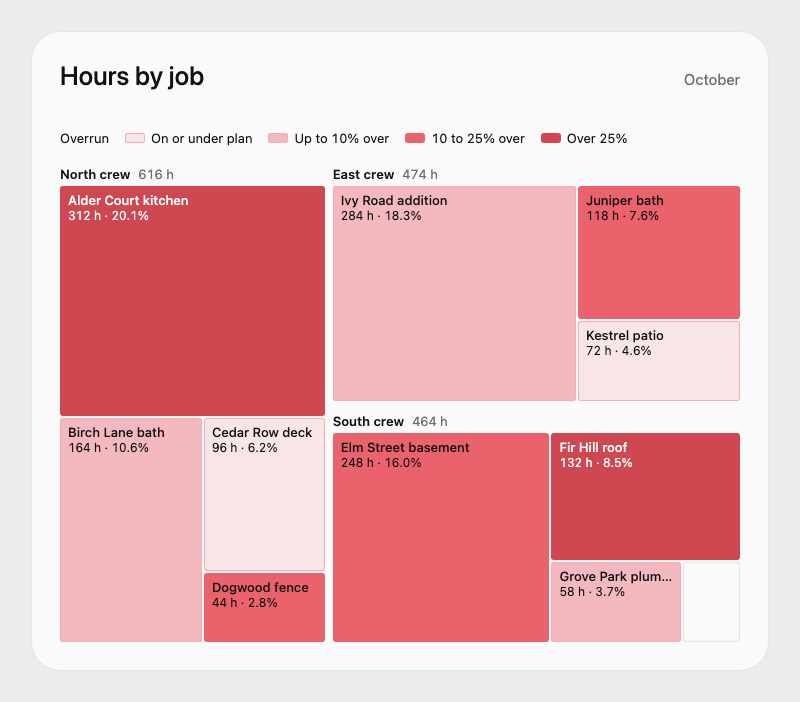 Hours by job
October
Overrun
On or under plan
Up to 10% over
10 to 25% over
Over 25%
North crew 616 h
East crew 474 h
Alder Court kitchen
312 h · 20.1%
Ivy Road addition
284 h · 18.3%
Juniper bath
118 h · 7.6%
Kestrel patio
72 h · 4.6%
Birch Lane bath
164 h · 10.6%
Cedar Row deck
96 h · 6.2%
Dogwood fence
44 h · 2.8%
South crew 464 h
Elm Street basement
248 h · 16.0%
Fir Hill roof
132 h · 8.5%
Grove Park plum…
58 h · 3.7%